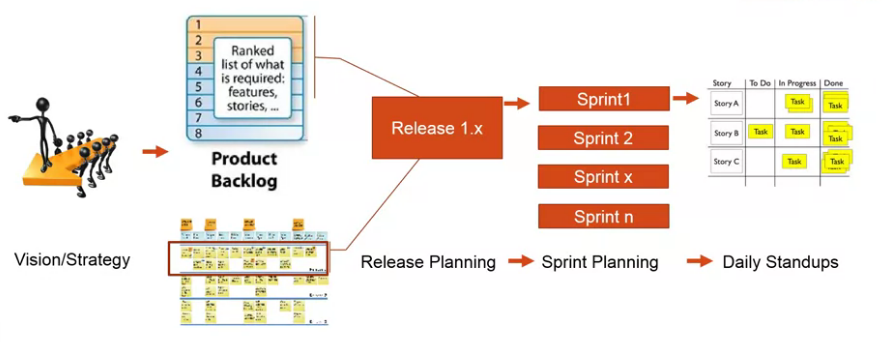 1
2
3
4
5
6
7
8
Ranked
list of what
is required:
features,
stories, ...
Product
Backlog
Release 1.x
Sprint1
Sprint 2
Sprint x
Sprint n
Story To Do In Progress Done
Story A Task Task
Story B Task Task Task
Story C Task Task
Vision/Strategy
Release Planning
Sprint Planning
Daily Standups